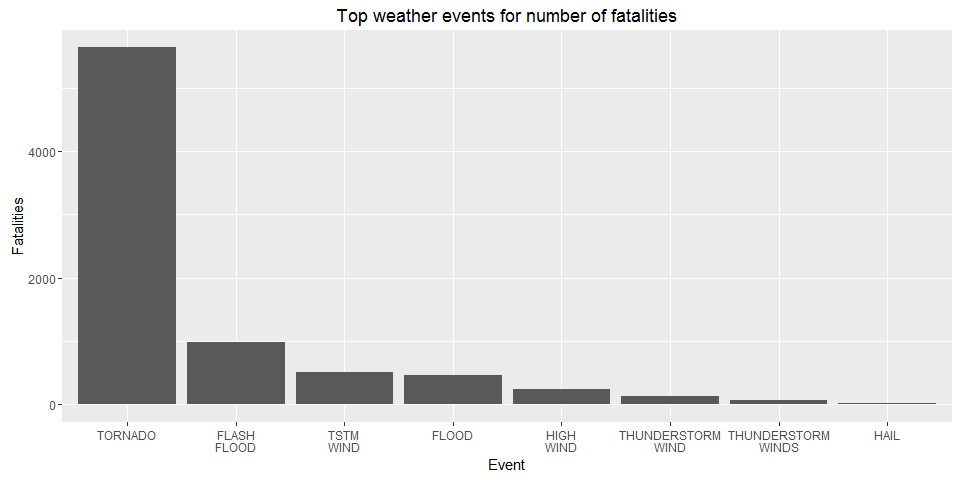 Top weather events for number of fatalities
Fatalities
4000
2000
0
TORNADO
FLASH
FLOOD
TSTM
WIND
FLOOD
HIGH
WIND
THUNDERSTORM
WIND
THUNDERSTORM
WINDS
HAIL
Event